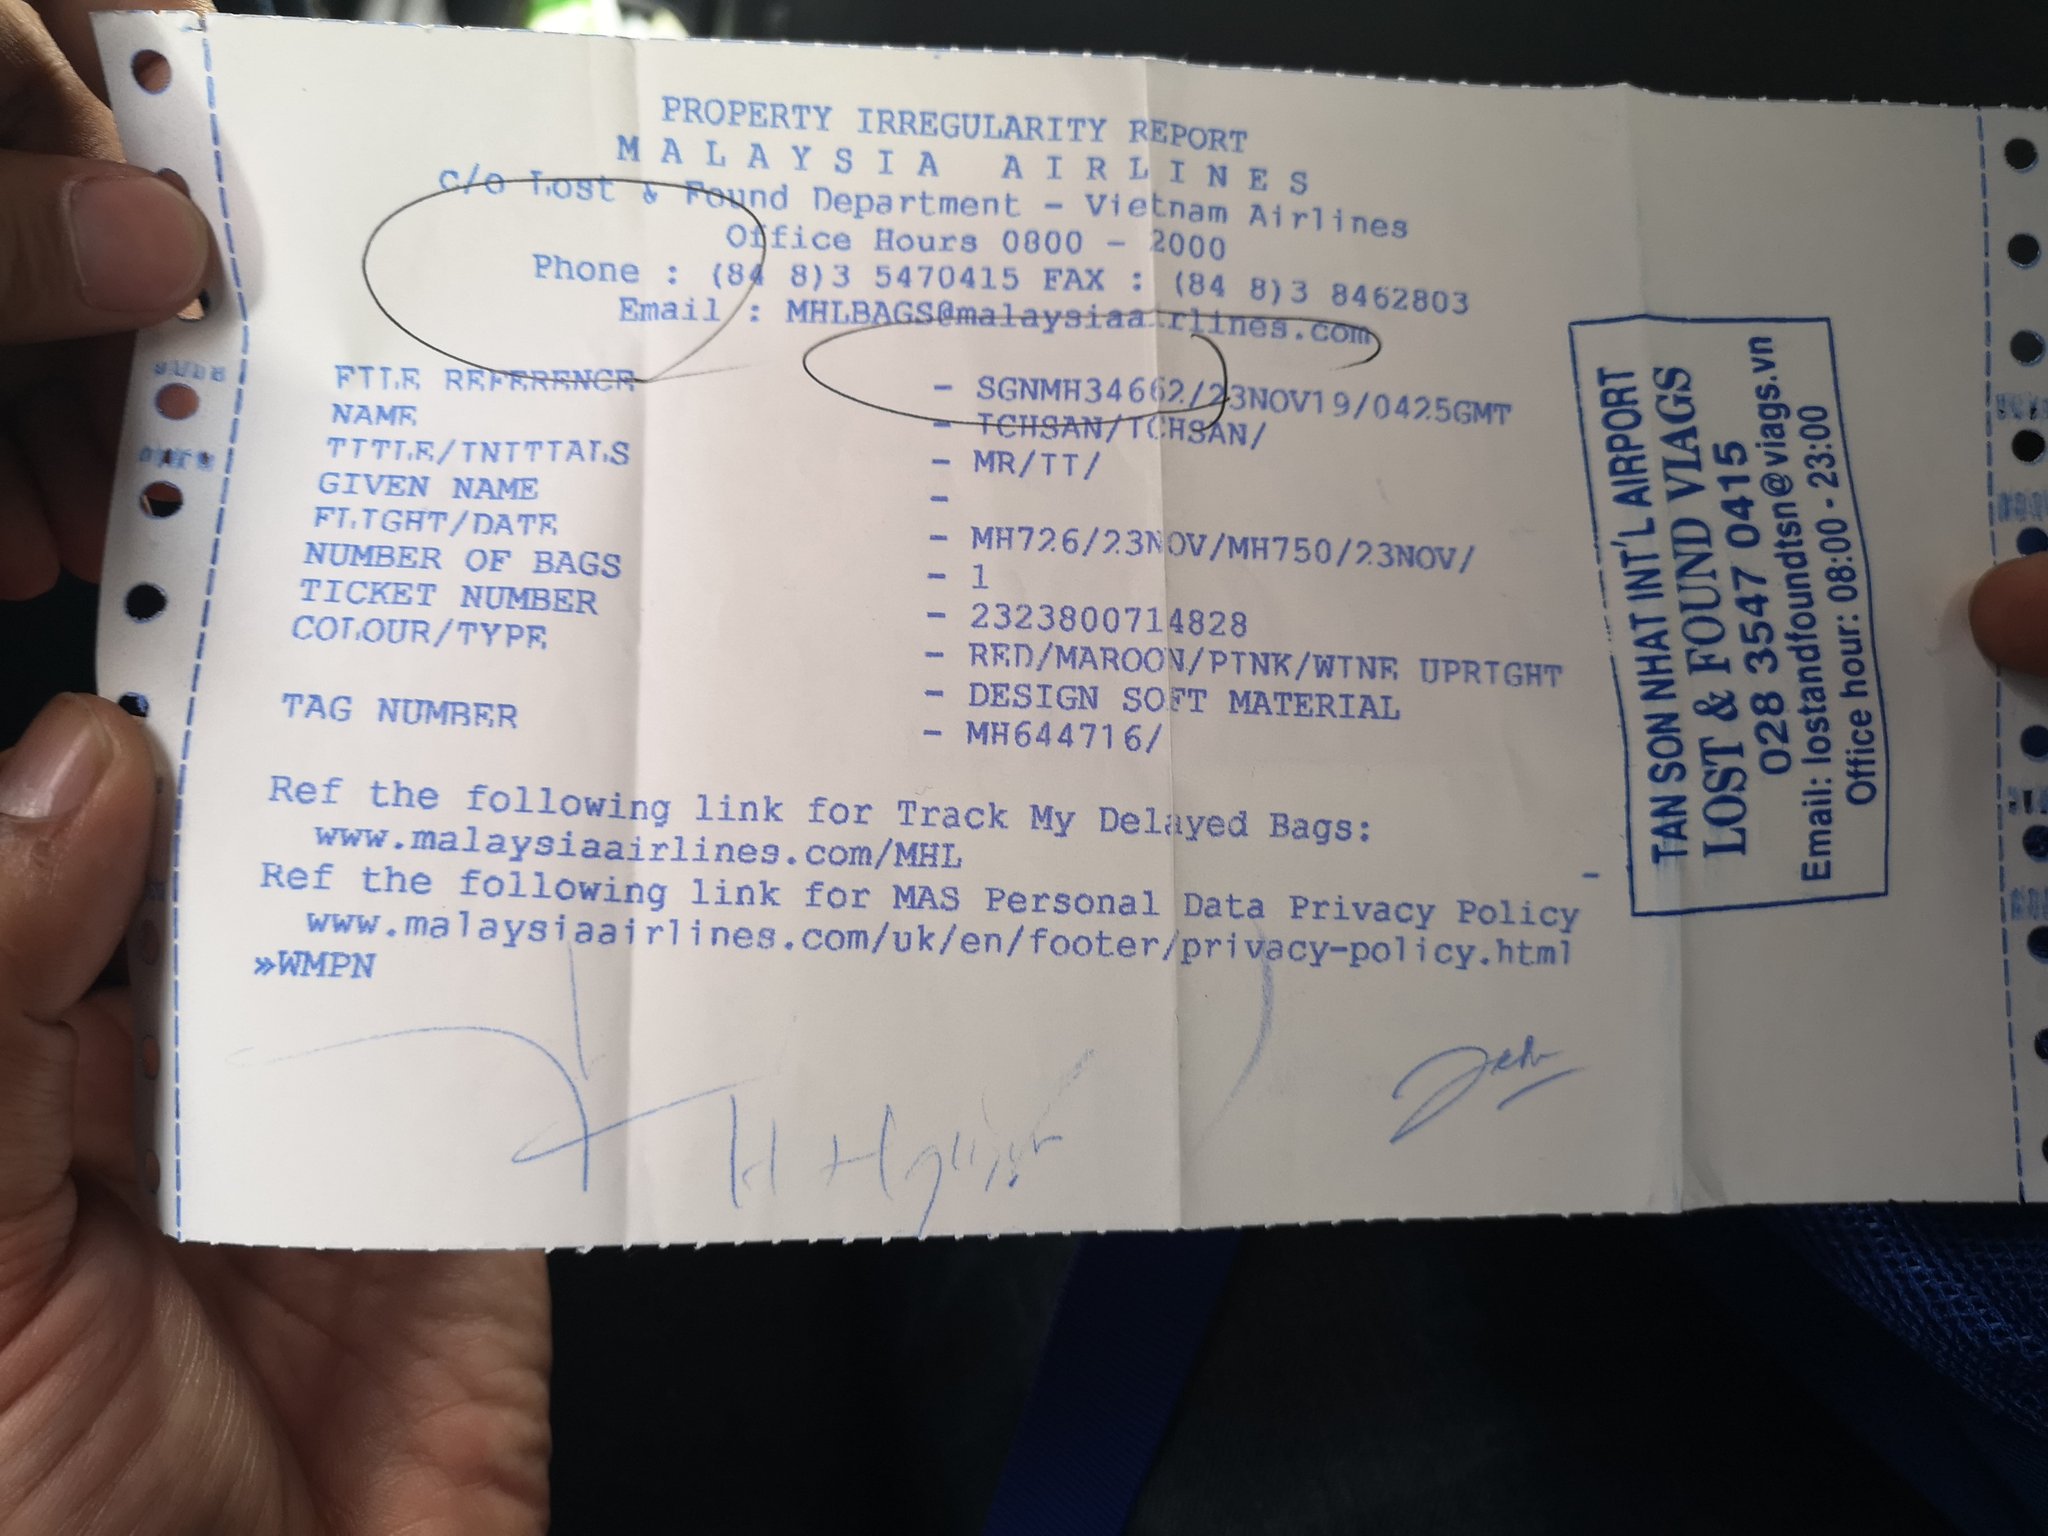 PROPERTY IRREGULARITY REPORT
MALAYSIA AIRLINES
c/o Lost & Found Department - Vietnam Airlines
Office Hours 0800 - 2000
Phone : (84 8)3 5470415 FAX : (84 8)3 8462803
Email : MHLBAGS@malaysiaairlines.com
FILE REFERENCE - SGNMH34662/23NOV19/0425GMT
NAME - TCHSAN/TCHSAN/
TITLE/INITIALS - MR/TT/
GIVEN NAME -
FLIGHT/DATE - MH726/23NOV/MH750/23NOV/
NUMBER OF BAGS - 1
TICKET NUMBER - 2323800714828
COLOUR/TYPE - RED/MAROON/PINK/WINE UPRIGHT
- DESIGN SOFT MATERIAL
TAG NUMBER - MH644716/
Ref the following link for Track My Delayed Bags:
www.malaysiaairlines.com/MHL
Ref the following link for MAS Personal Data Privacy Policy
www.malaysiaairlines.com/uk/en/footer/privacy-policy.html
»WMPN
TAN SON NHAT INT'L AIRPORT
LOST & FOUND VIAGS
028 3547 0415
Email: lostandfoundtsn@viags.vn
Office hour: 08:00 - 23:00